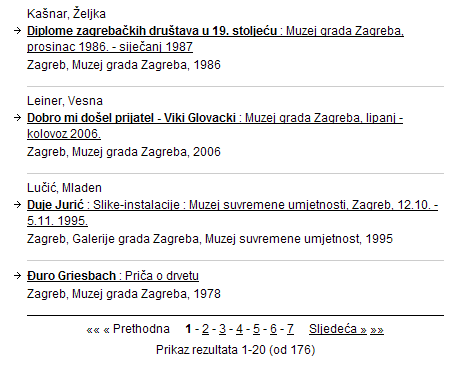 Kašnar, Željka
Diplome zagrebačkih društava u 19. stoljeću : Muzej grada Zagreba,
prosinac 1986. - siječanj 1987
Zagreb, Muzej grada Zagreba, 1986
Leiner, Vesna
Dobro mi došel prijatel - Viki Glovacki : Muzej grada Zagreba, lipanj -
kolovoz 2006.
Zagreb, Muzej grada Zagreba, 2006
Lučić, Mladen
Duje Jurić : Slike-instalacije : Muzej suvremene umjetnosti, Zagreb, 12.10. -
5.11. 1995.
Zagreb, Galerije grada Zagreba, Muzej suvremene umjetnost, 1995
Đuro Griesbach : Priča o drvetu
Zagreb, Muzej grada Zagreba, 1978
«« « Prethodna 1 - 2 - 3 - 4 - 5 - 6 - 7 Sljedeća » »»
Prikaz rezultata 1-20 (od 176)